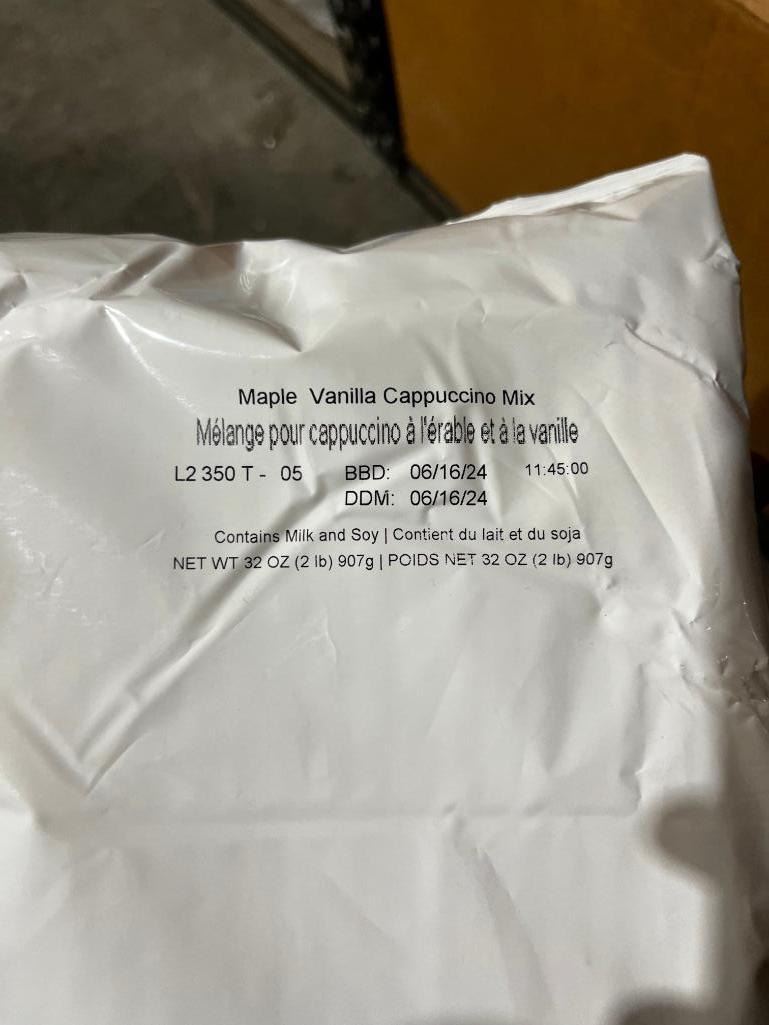 Maple Vanilla Cappuccino Mix
Mélange pour cappuccino à l'érable et à la vanille
L2 350 T - 05 BBD: 06/16/24 11:45:00
DDM: 06/16/24
Contains Milk and Soy | Contient du lait et du soja
NET WT 32 OZ (2 lb) 907g | POIDS NET 32 OZ (2 lb) 907g